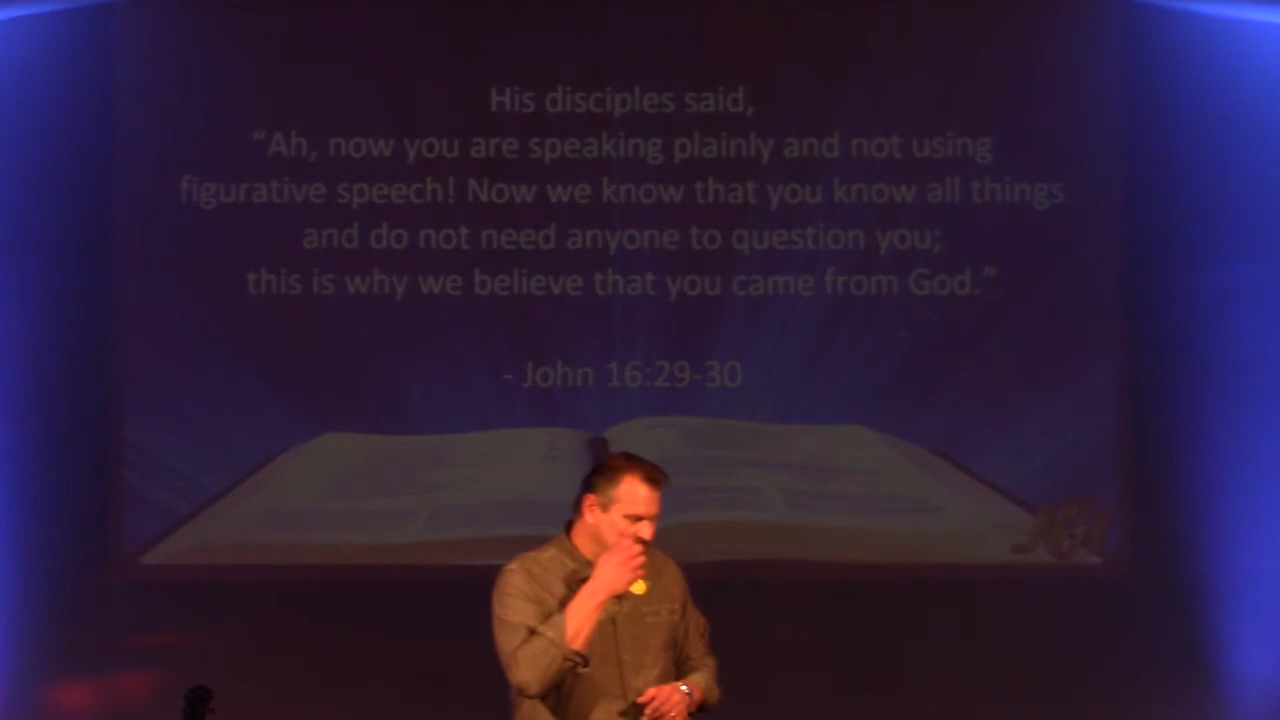 His disciples said,
“Ah, now you are speaking plainly and not using
figurative speech! Now we know that you know all things
and do not need anyone to question you;
this is why we believe that you came from God.”
- John 16:29-30